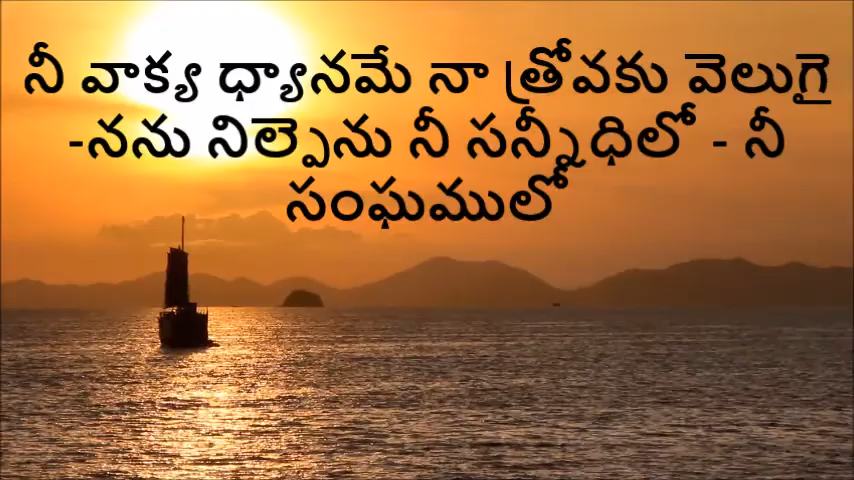 నీ వాక్య ధ్యానమే నా త్రోవకు వెలుగై
-నను నిల్పెను నీ సన్నీధిలో - నీ
సంఘములో